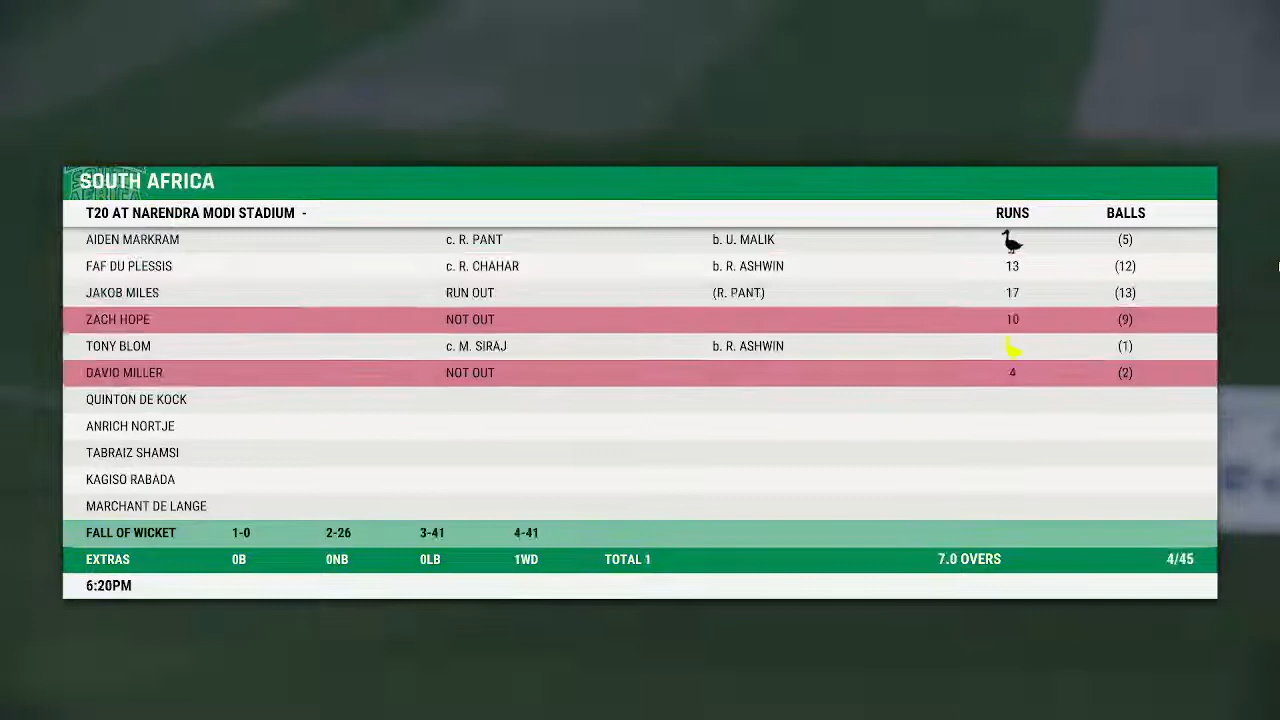 SOUTH AFRICA
T20 AT NARENDRA MODI STADIUM - RUNS BALLS
AIDEN MARKRAM c. R. PANT b. U. MALIK (5)
FAF DU PLESSIS c. R. CHAHAR b. R. ASHWIN 13 (12)
JAKOB MILES RUN OUT (R. PANT) 17 (13)
ZACH HOPE NOT OUT 10 (9)
TONY BLOM c. M. SIRAJ b. R. ASHWIN (1)
DAVID MILLER NOT OUT 4 (2)
QUINTON DE KOCK
ANRICH NORTJE
TABRAIZ SHAMSI
KAGISO RABADA
MARCHANT DE LANGE
FALL OF WICKET 1-0 2-26 3-41 4-41
EXTRAS 0B 0NB 0LB 1WD TOTAL 1 7.0 OVERS 4/45
6:20PM